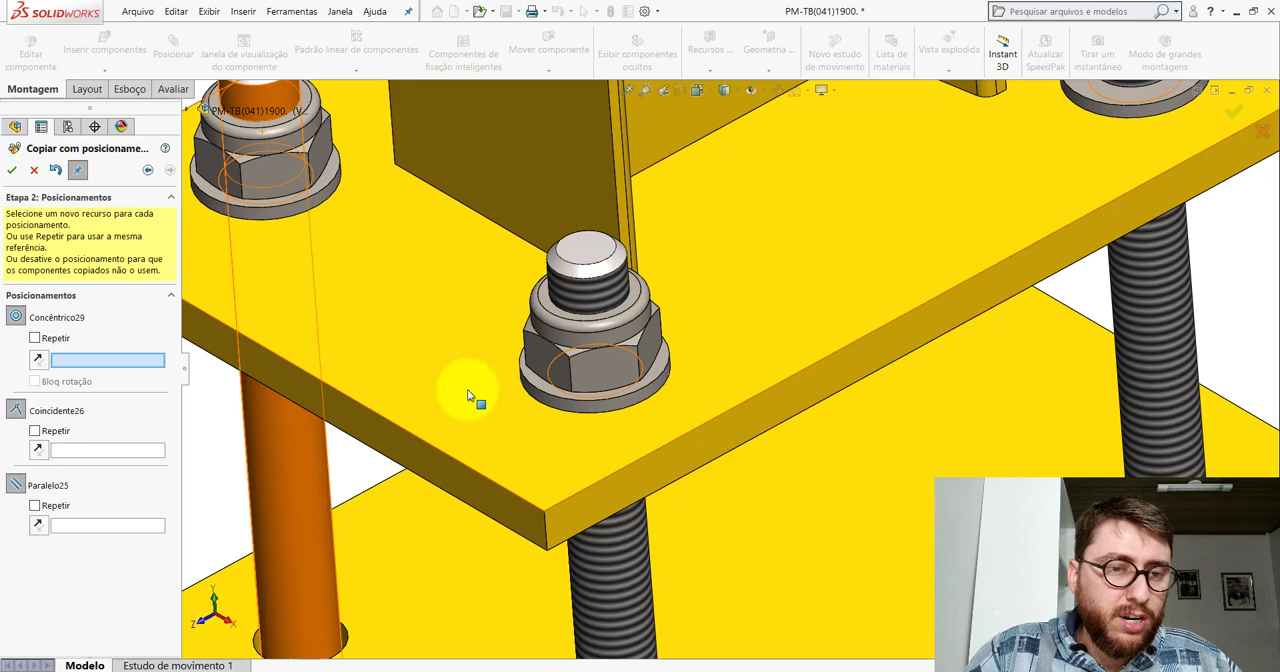 SOLIDWORKS
Arquivo Editar Exibir Inserir Ferramentas Janela Ajuda
PM-TB(041)1900. *
Pesquisar arquivos e modelos
Editar componente
Inserir componentes
Posicionar
Janela de visualização do componente
Padrão linear de componentes
Componentes de fixação inteligentes
Mover componente
Exibir componentes ocultos
Recursos ...
Geometria ...
Novo estudo de movimento
Lista de materiais
Vista explodida
Instant 3D
Atualizar SpeedPak
Tirar um instantâneo
Modo de grandes montagens
Montagem Layout Esboço Avaliar
PM-TB(041)1900. (V...
Copiar com posicioname...
Etapa 2: Posicionamentos
Selecione um novo recurso para cada
posicionamento.
Ou use Repetir para usar a mesma
referência.
Ou desative o posicionamento para que
os componentes copiados não o usem.
Posicionamentos
Concêntrico29
Repetir
Bloq rotação
Coincidente26
Repetir
Paralelo25
Repetir
Y
Z
X
Modelo Estudo de movimento 1